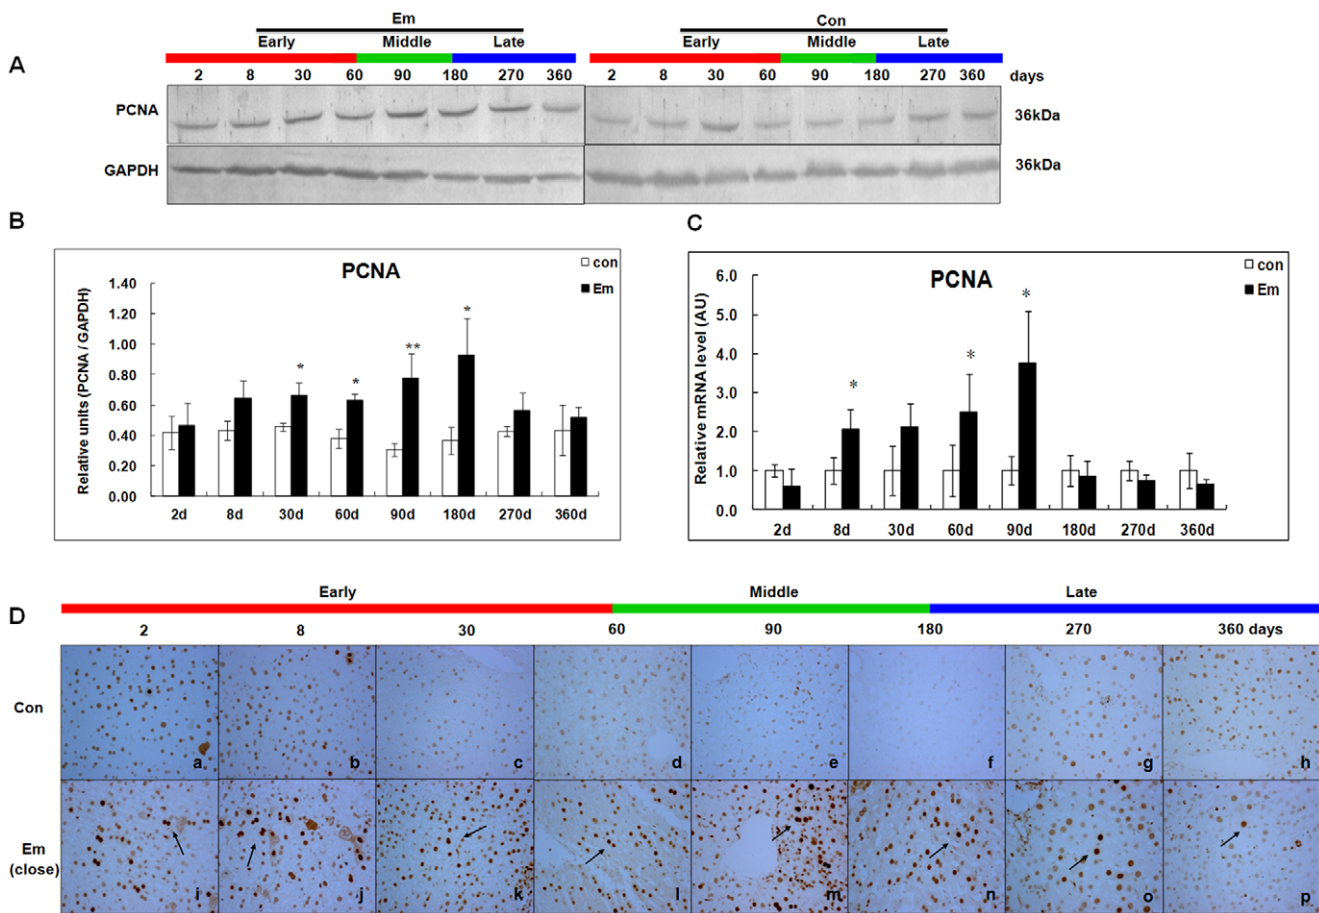 Em Con
Early Middle Late Early Middle Late
A
2 8 30 60 90 180 270 360 2 8 30 60 90 180 270 360 days
PCNA 36kDa
GAPDH 36kDa
B
PCNA
con
Em
Relative units (PCNA / GAPDH)
1.40
1.20
1.00
0.80
0.60
0.40
0.20
0.00
* * ** *
2d 8d 30d 60d 90d 180d 270d 360d
C
PCNA
con
Em
Relative mRNA level (AU)
6.0
5.0
4.0
3.0
2.0
1.0
0.0
* * *
2d 8d 30d 60d 90d 180d 270d 360d
Early Middle Late
D
2 8 30 60 90 180 270 360 days
Con
a b c d e f g h
Em
(close)
i j k l m n o p